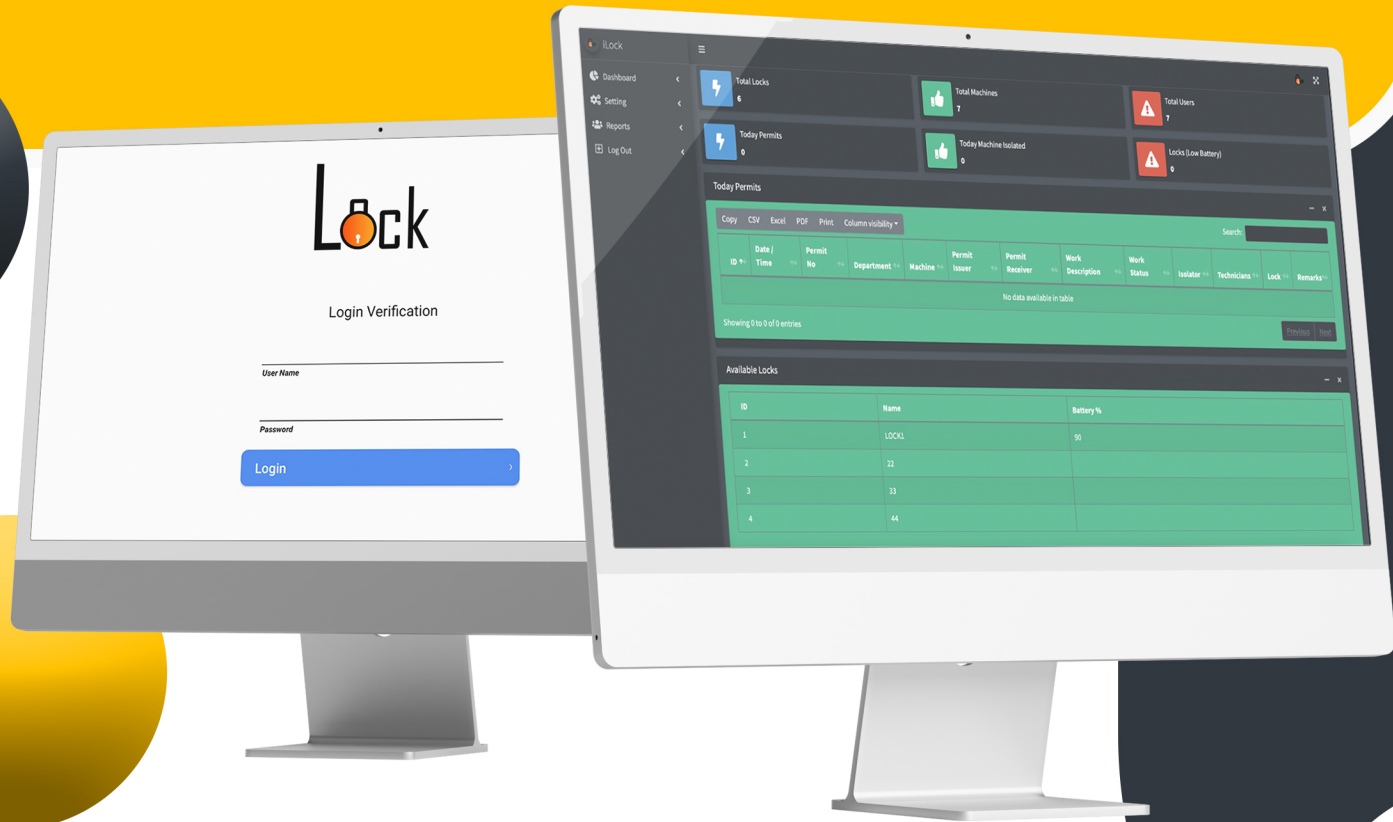 Lock
Login Verification
User Name
Password
Login
ILock
Dashboard
Setting
Reports
Log Out
Total Locks
6
Total Machines
7
Total Users
7
Today Permits
0
Today Machine Isolated
0
Locks (Low Battery)
0
Today Permits
Copy CSV Excel PDF Print Column visibility
Search:
ID Date / Time Permit No Department Machine Permit Issuer Permit Receiver Work Description Work Status Isolator Technicians Lock Remarks
No data available in table
Showing 0 to 0 of 0 entries
Previous Next
Available Locks
ID Name Battery %
1 LOCK1 90
2 22
3 33
4 44